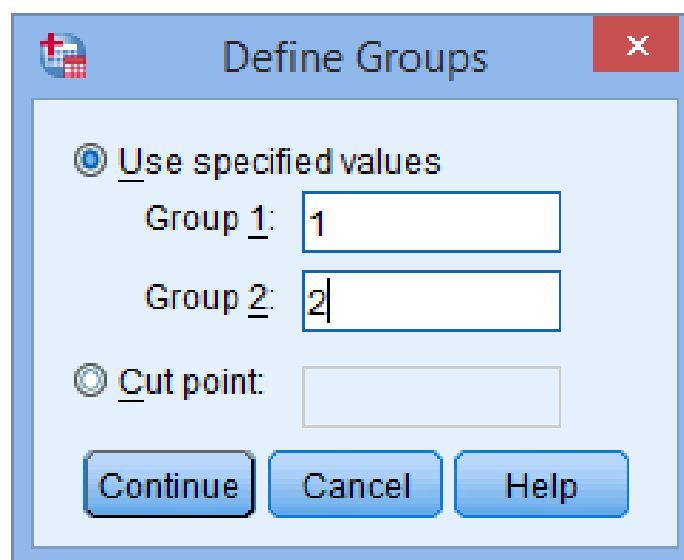 Define Groups
x
Use specified values
Group 1: 1
Group 2: 2
Cut point:
Continue Cancel Help